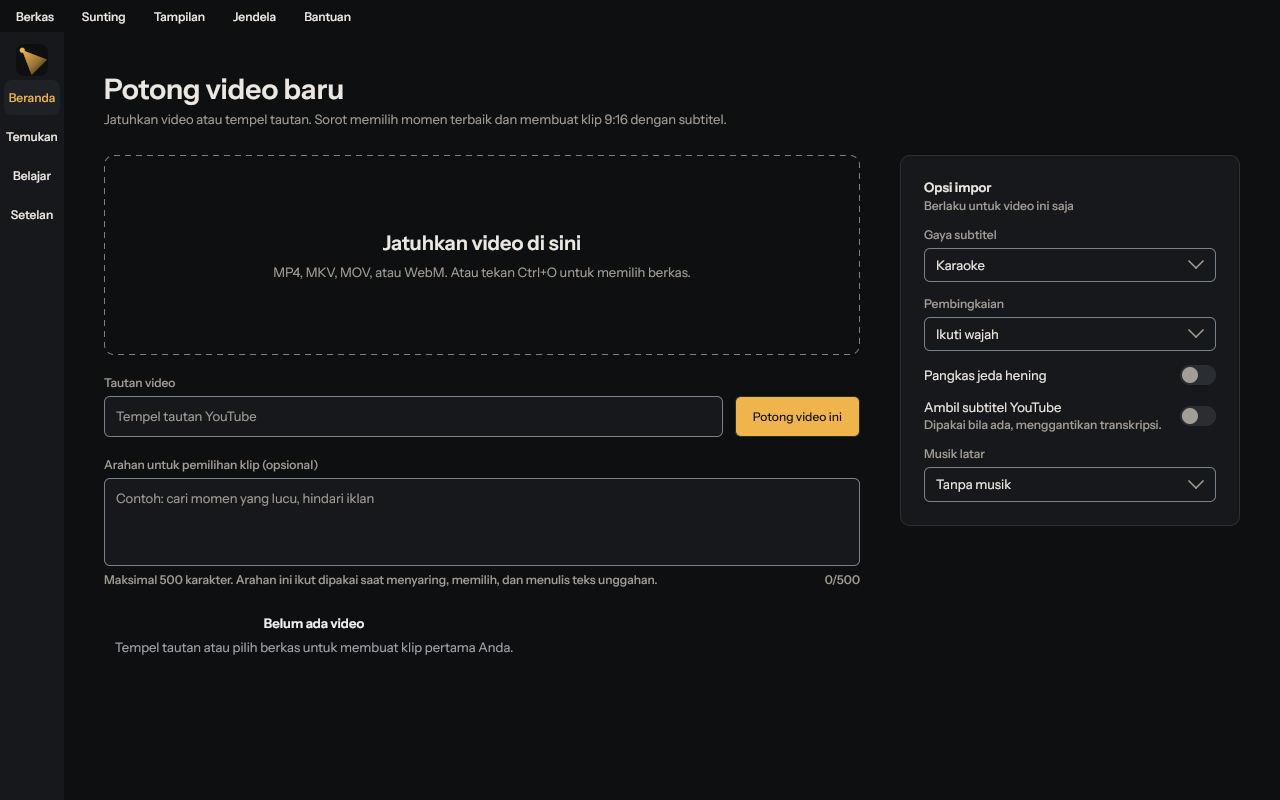 Berkas Sunting Tampilan Jendela Bantuan
Beranda
Temukan
Belajar
Setelan
Potong video baru
Jatuhkan video atau tempel tautan. Sorot memilih momen terbaik dan membuat klip 9:16 dengan subtitel.
Jatuhkan video di sini
MP4, MKV, MOV, atau WebM. Atau tekan Ctrl+O untuk memilih berkas.
Tautan video
Tempel tautan YouTube
Potong video ini
Arahan untuk pemilihan klip (opsional)
Contoh: cari momen yang lucu, hindari iklan
Maksimal 500 karakter. Arahan ini ikut dipakai saat menyaring, memilih, dan menulis teks unggahan.
0/500
Belum ada video
Tempel tautan atau pilih berkas untuk membuat klip pertama Anda.
Opsi impor
Berlaku untuk video ini saja
Gaya subtitel
Karaoke
Pembingkaian
Ikuti wajah
Pangkas jeda hening
Ambil subtitel YouTube
Dipakai bila ada, menggantikan transkripsi.
Musik latar
Tanpa musik